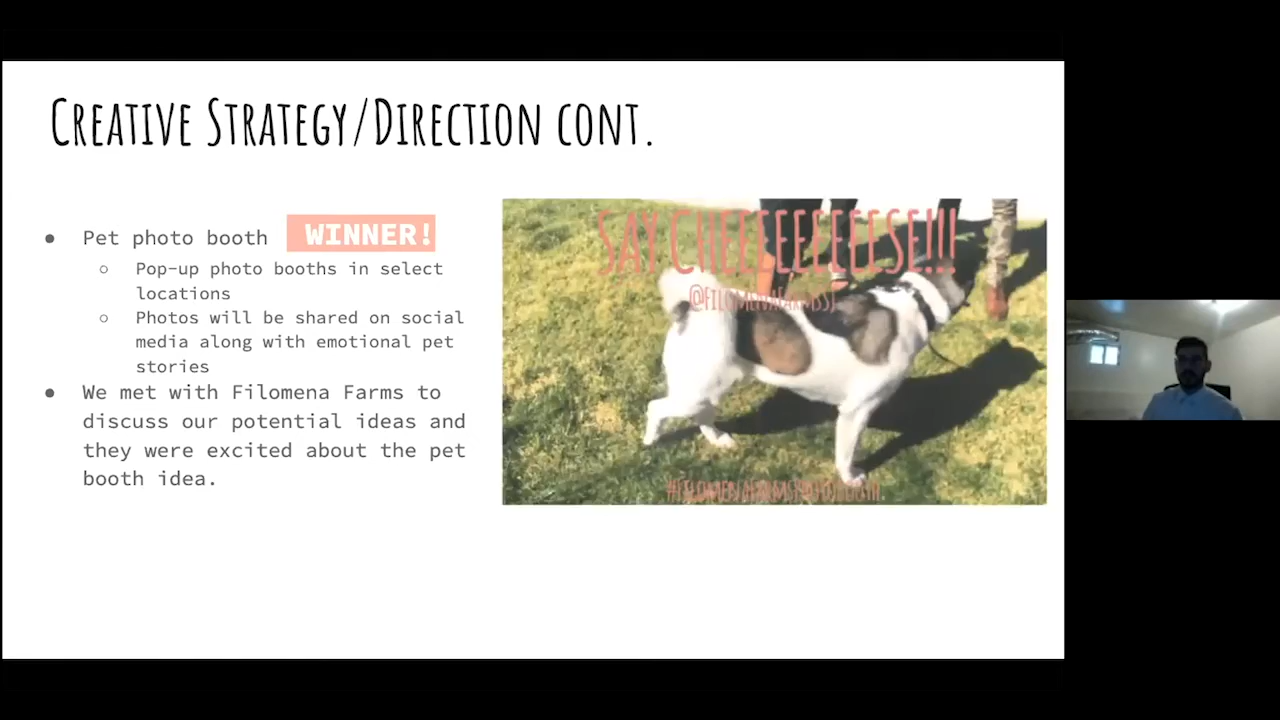 CREATIVE STRATEGY/DIRECTION CONT.
● Pet photo booth WINNER!
○ Pop-up photo booths in select
locations
○ Photos will be shared on social
media along with emotional pet
stories
● We met with Filomena Farms to
discuss our potential ideas and
they were excited about the pet
booth idea.
SAY CHEEEEEEEESE!!!